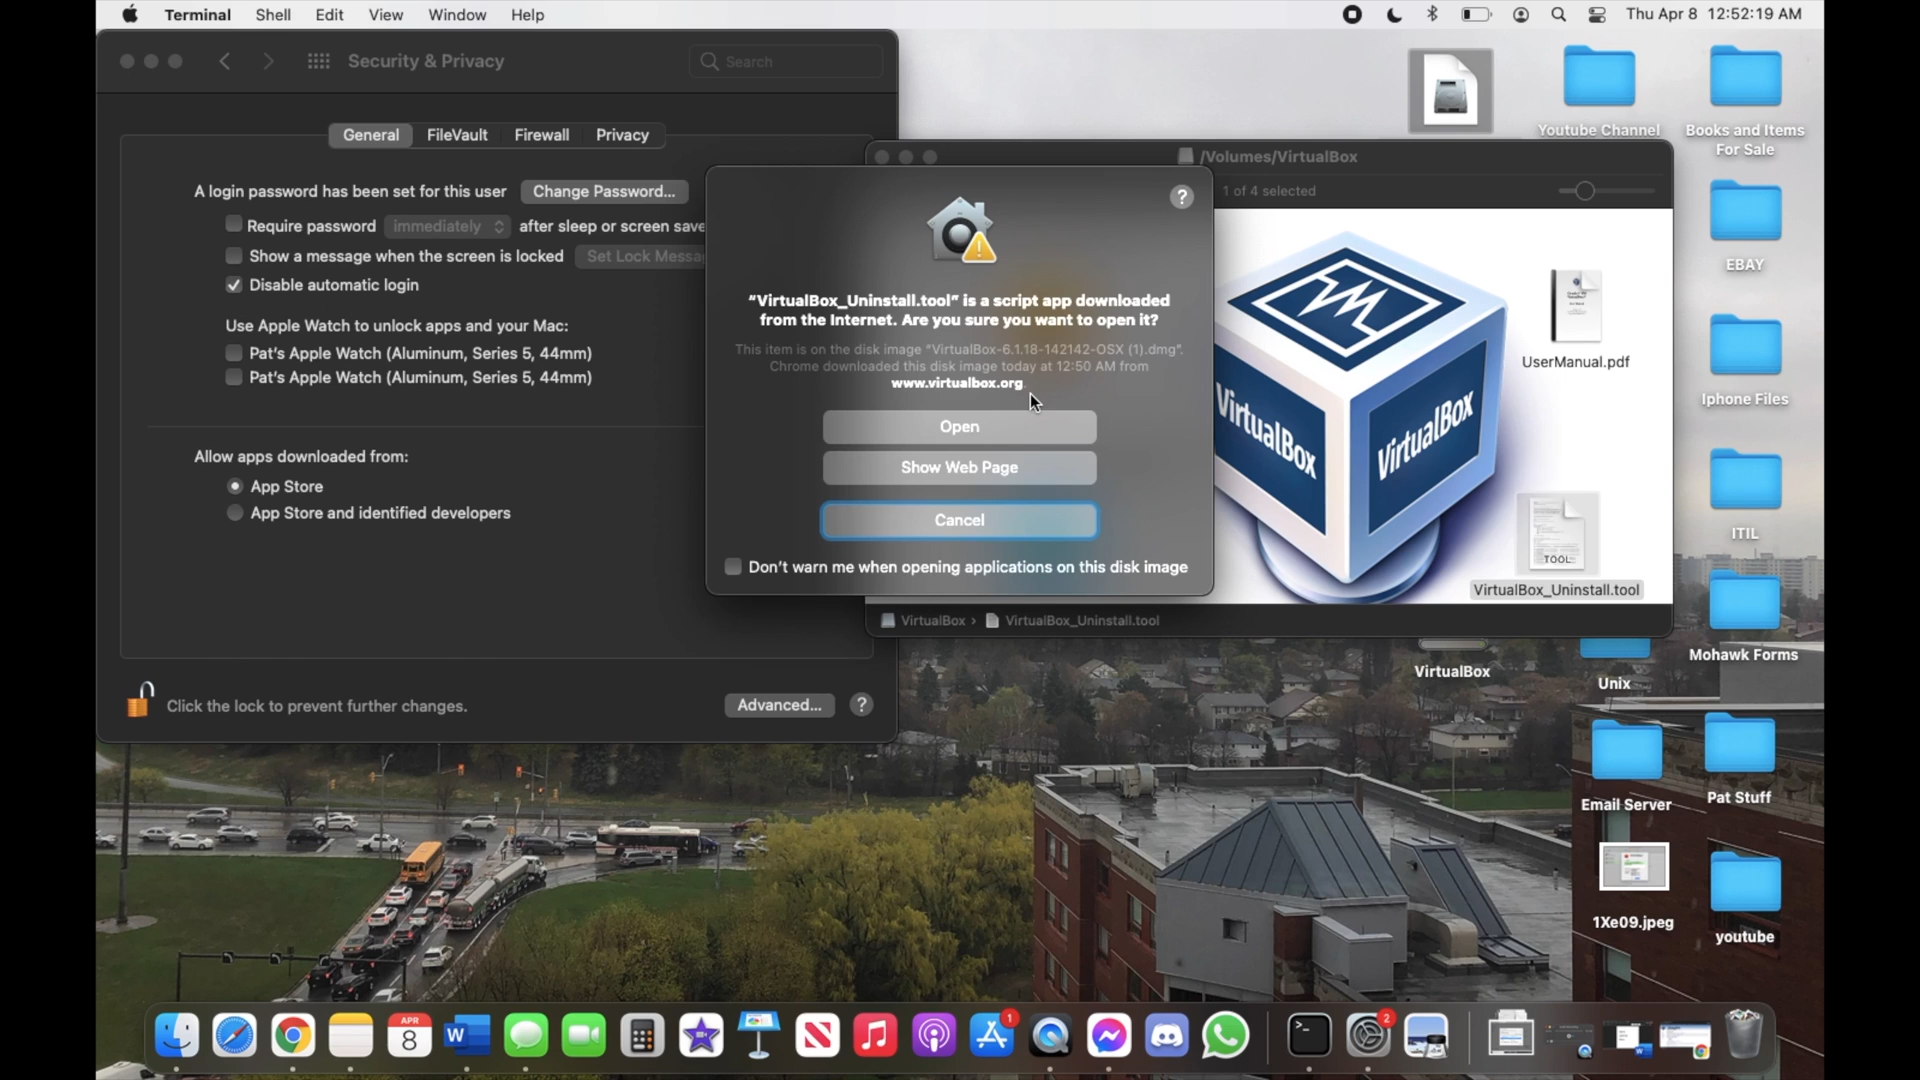 Terminal Shell Edit View Window Help
Thu Apr 8 12:52:19 AM
Security & Privacy
Search
General FileVault Firewall Privacy
A login password has been set for this user Change Password...
Require password immediately after sleep or screen save
Show a message when the screen is locked Set Lock Messa
Disable automatic login
Use Apple Watch to unlock apps and your Mac:
Pat's Apple Watch (Aluminum, Series 5, 44mm)
Pat's Apple Watch (Aluminum, Series 5, 44mm)
Allow apps downloaded from:
App Store
App Store and identified developers
Click the lock to prevent further changes.
Advanced... ?
?
"VirtualBox_Uninstall.tool" is a script app downloaded
from the Internet. Are you sure you want to open it?
This item is on the disk image "VirtualBox-6.1.18-142142-OSX (1).dmg".
Chrome downloaded this disk image today at 12:50 AM from
www.virtualbox.org
Open
Show Web Page
Cancel
Don't warn me when opening applications on this disk image
/Volumes/VirtualBox
1 of 4 selected
VirtualBox
VirtualBox
UserManual.pdf
TOOL
VirtualBox_Uninstall.tool
VirtualBox › VirtualBox_Uninstall.tool
Youtube Channel
Books and Items
For Sale
EBAY
Iphone Files
ITIL
Mohawk Forms
VirtualBox
Unix
Email Server
Pat Stuff
1Xe09.jpeg
youtube
APR
8
W
1
2